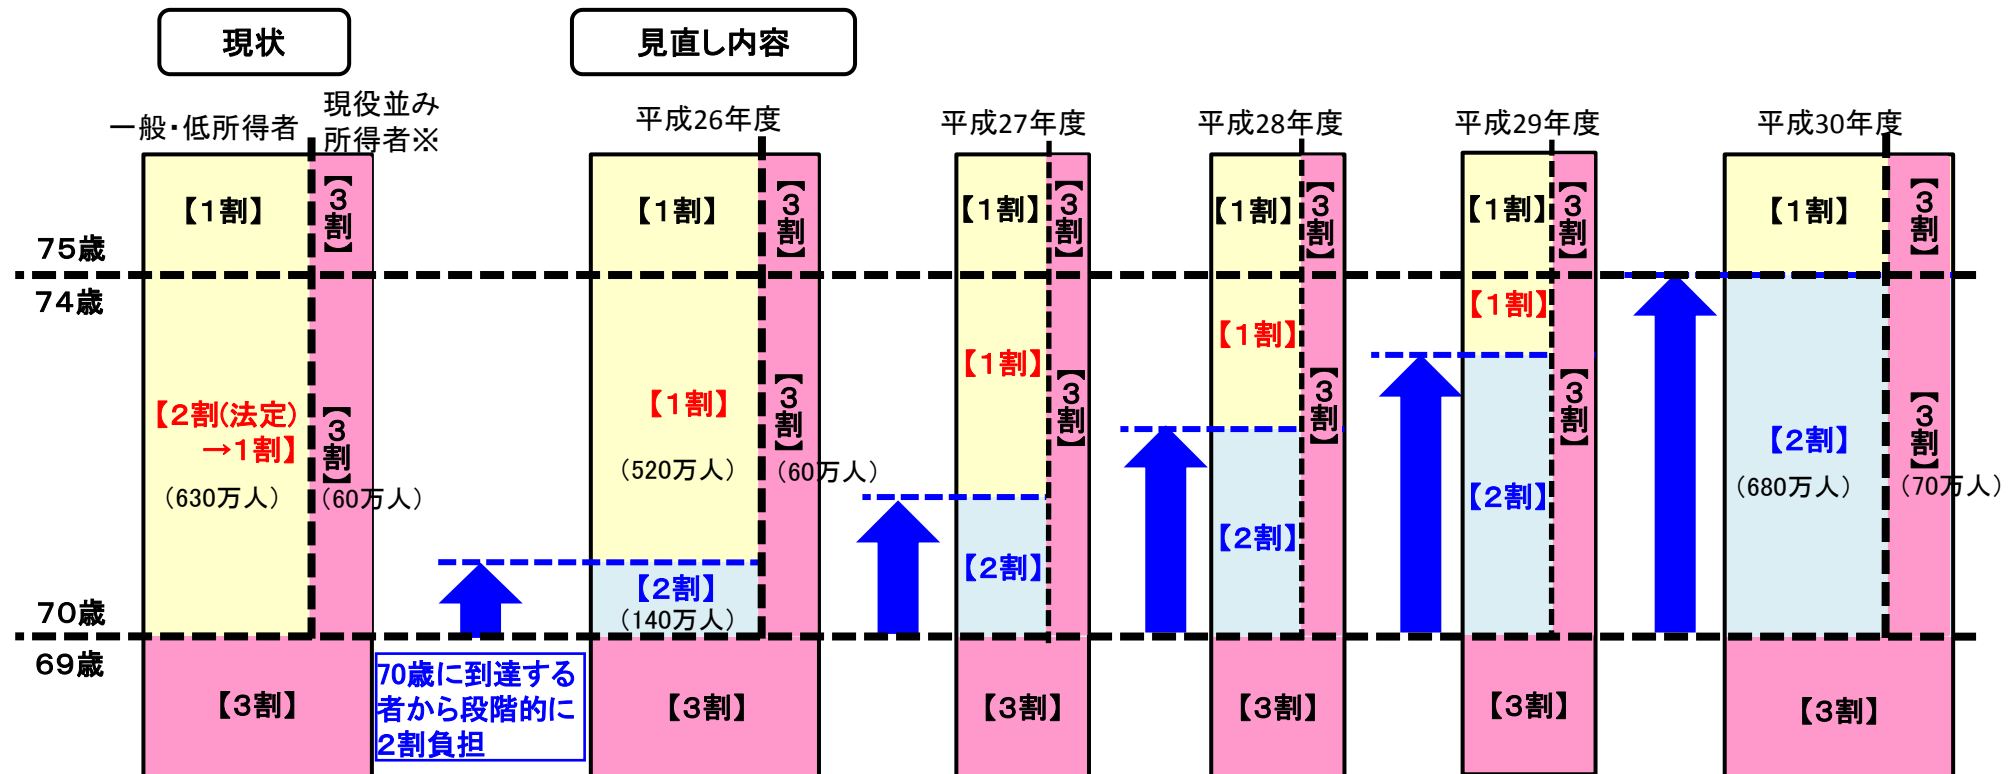 現状
見直し内容
一般・低所得者
現役並み
所得者※
平成26年度
平成27年度
平成28年度
平成29年度
平成30年度
【1割】
【3割】
【1割】
【3割】
【1割】
【3割】
【1割】
【3割】
【1割】
【3割】
【1割】
【3割】
75歳
74歳
【2割(法定)
→1割】
(630万人)
【3割】
(60万人)
【1割】
(520万人)
【3割】
(60万人)
【2割】
(140万人)
【1割】
【3割】
【2割】
【1割】
【3割】
【2割】
【1割】
【3割】
【2割】
【2割】
(680万人)
【3割】
(70万人)
70歳
69歳
【3割】
70歳に到達する
者から段階的に
2割負担
【3割】
【3割】
【3割】
【3割】
【3割】